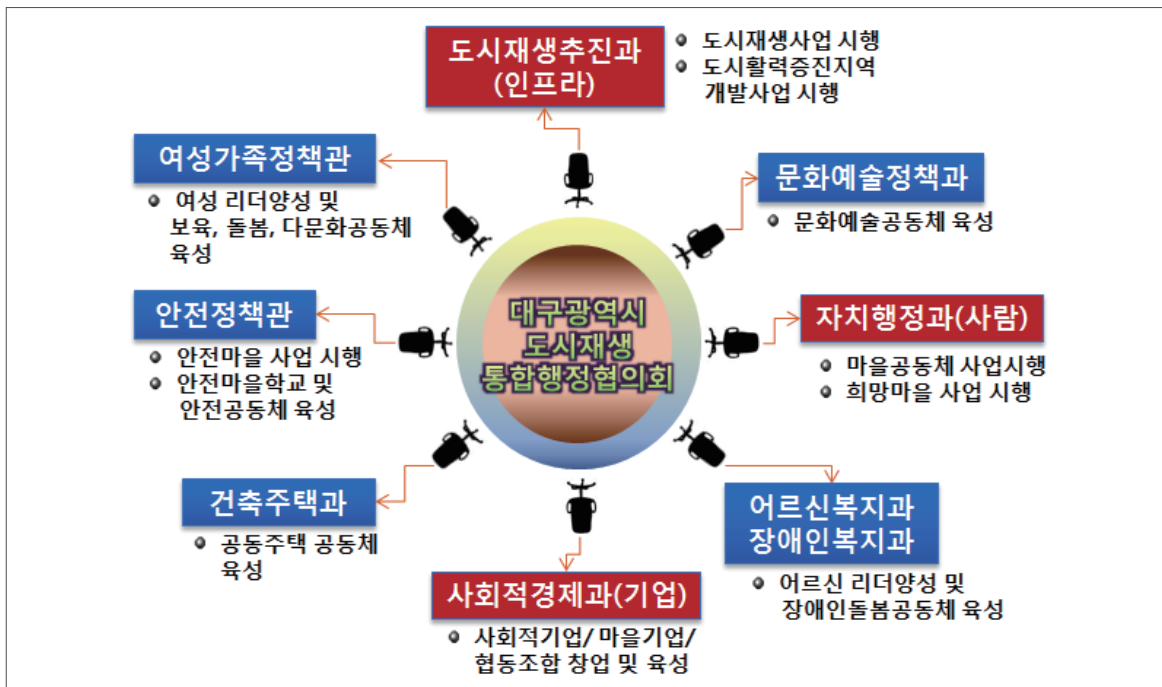 도시재생추진과
(인프라)
도시재생사업 시행
도시활력증진지역
개발사업 시행
여성가족정책관
여성 리더양성 및
보육, 돌봄, 다문화공동체
육성
문화예술정책과
문화예술공동체 육성
안전정책관
안전마을 사업 시행
안전마을학교 및
안전공동체 육성
대구광역시
도시재생
통합행정협의회
자치행정과(사람)
마을공동체 사업시행
희망마을 사업 시행
건축주택과
공동주택 공동체
육성
사회적경제과(기업)
사회적기업/ 마을기업/
협동조합 창업 및 육성
어르신복지과
장애인복지과
어르신 리더양성 및
장애인돌봄공동체 육성